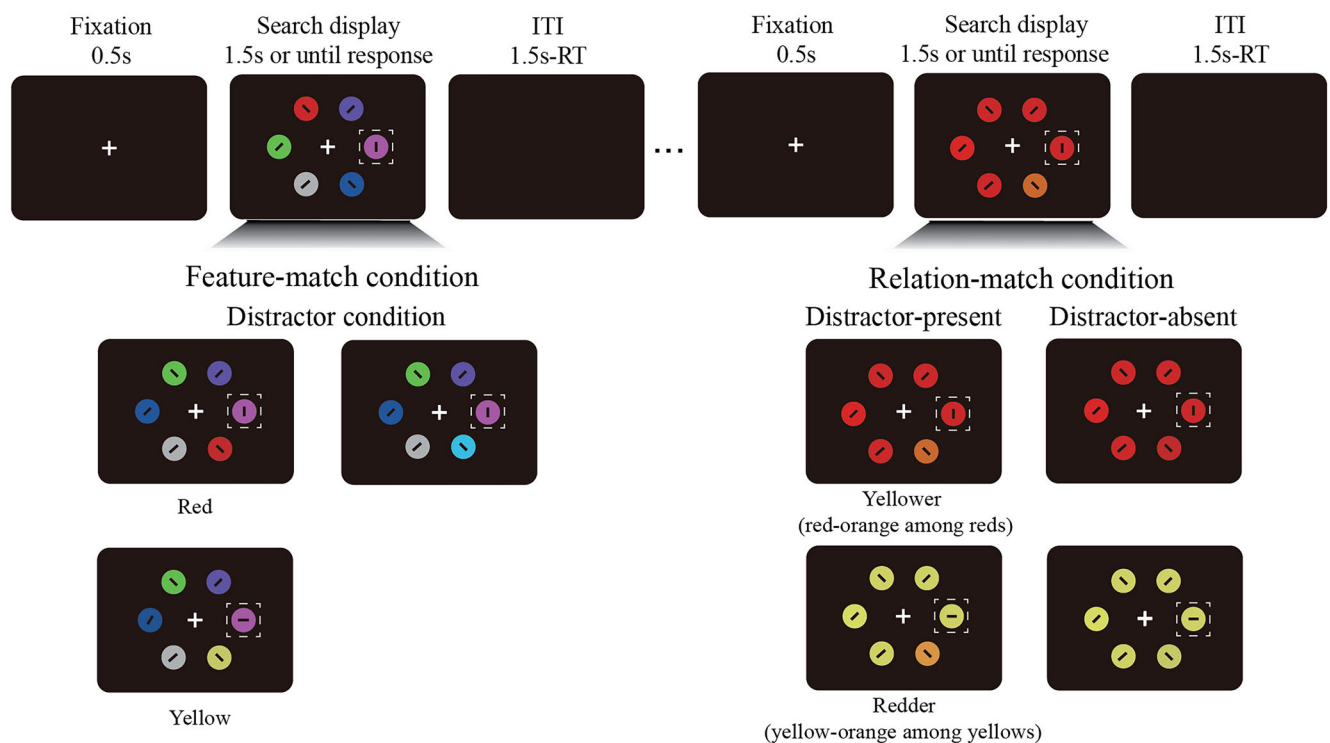 Fixation
0.5s
Search display
1.5s or until response
ITI
1.5s-RT
Fixation
0.5s
Search display
1.5s or until response
ITI
1.5s-RT
...
Feature-match condition
Distractor condition
Red
Yellow
Relation-match condition
Distractor-present
Distractor-absent
Yellower
(red-orange among reds)
Redder
(yellow-orange among yellows)